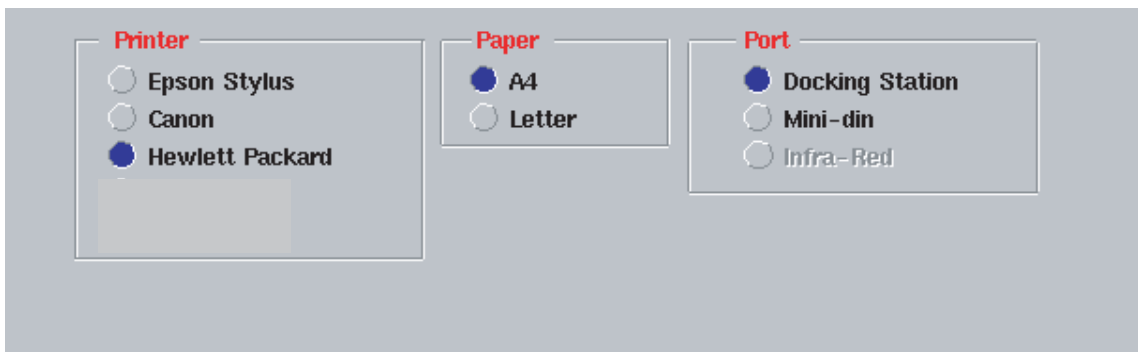 Printer
Epson Stylus
Canon
Hewlett Packard
Paper
A4
Letter
Port
Docking Station
Mini-din
Infra-Red